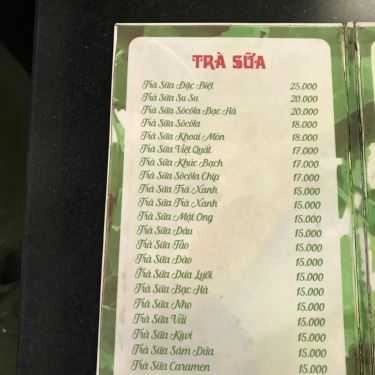 TRÀ SỮA
Trà Sữa Đặc Biệt 25.000
Trà Sữa Su Su 20.000
Trà Sữa Sôcôla Bạc Hà 20.000
Trà Sữa Sôcôla 18.000
Trà Sữa Khoai Môn 18.000
Trà Sữa Việt Quất 17.000
Trà Sữa Khúc Bạch 17.000
Trà Sữa Sôcôla Chip 17.000
Trà Sữa Trà Xanh 15.000
Trà Sữa Trà Xanh 15.000
Trà Sữa Mật Ong 15.000
Trà Sữa Dâu 15.000
Trà Sữa Táo 15.000
Trà Sữa Đào 15.000
Trà Sữa Dưa Lưới 15.000
Trà Sữa Bạc Hà 15.000
Trà Sữa Nho 15.000
Trà Sữa Vải 15.000
Trà Sữa Kiwi 15.000
Trà Sữa Sầm Dứa 15.000
Trà Sữa Caramen 15.000